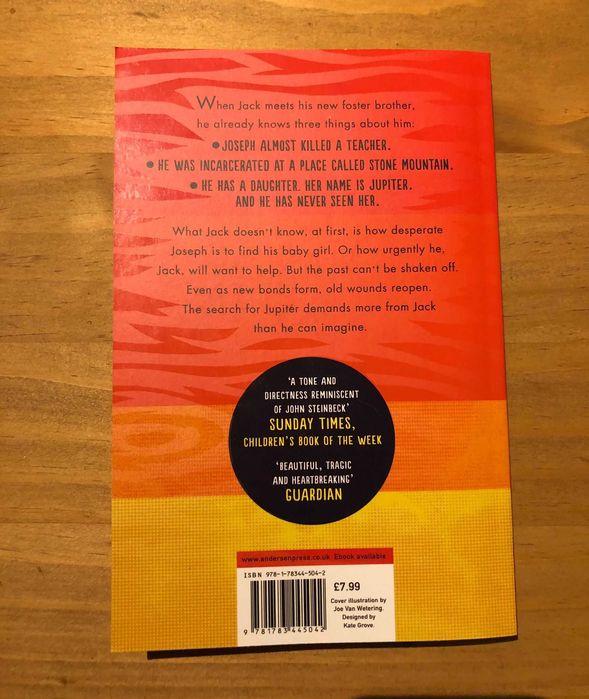 When Jack meets his new foster brother,
he already knows three things about him:
• JOSEPH ALMOST KILLED A TEACHER.
• HE WAS INCARCERATED AT A PLACE CALLED STONE MOUNTAIN.
• HE HAS A DAUGHTER. HER NAME IS JUPITER.
AND HE HAS NEVER SEEN HER.
What Jack doesn't know, at first, is how desperate
Joseph is to find his baby girl. Or how urgently he,
Jack, will want to help. But the past can't be shaken off.
Even as new bonds form, old wounds reopen.
The search for Jupiter demands more from Jack
than he can imagine.
'A TONE AND
DIRECTNESS REMINISCENT
OF JOHN STEINBECK'
SUNDAY TIMES,
CHILDREN'S BOOK OF THE WEEK
'BEAUTIFUL, TRAGIC
AND HEARTBREAKING'
GUARDIAN
www.andersenpress.co.uk Ebook available
ISBN 978-1-78344-504-2
9 781783 445042
£7.99
Cover illustration by
Joe Van Wetering.
Designed by
Kate Grove.